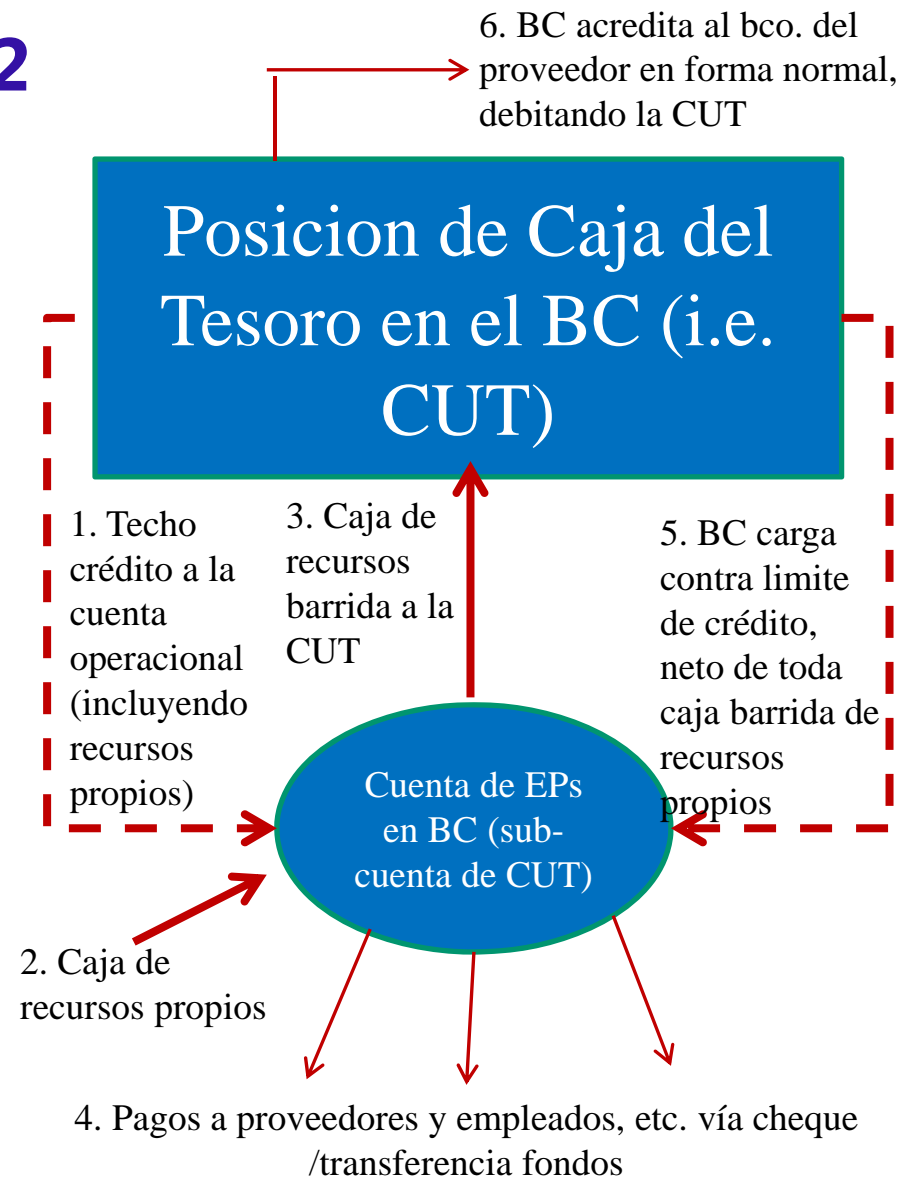 2
6. BC acredita al bco. del
proveedor en forma normal,
debitando la CUT
Posicion de Caja del
Tesoro en el BC (i.e.
CUT)
1. Techo
crédito a la
cuenta
operacional
(incluyendo
recursos
propios)
3. Caja de
recursos
barrida a la
CUT
5. BC carga
contra limite
de crédito,
neto de toda
caja barrida de
recursos
propios
Cuenta de EPs
en BC (sub-
cuenta de CUT)
2. Caja de
recursos propios
4. Pagos a proveedores y empleados, etc. vía cheque
/transferencia fondos